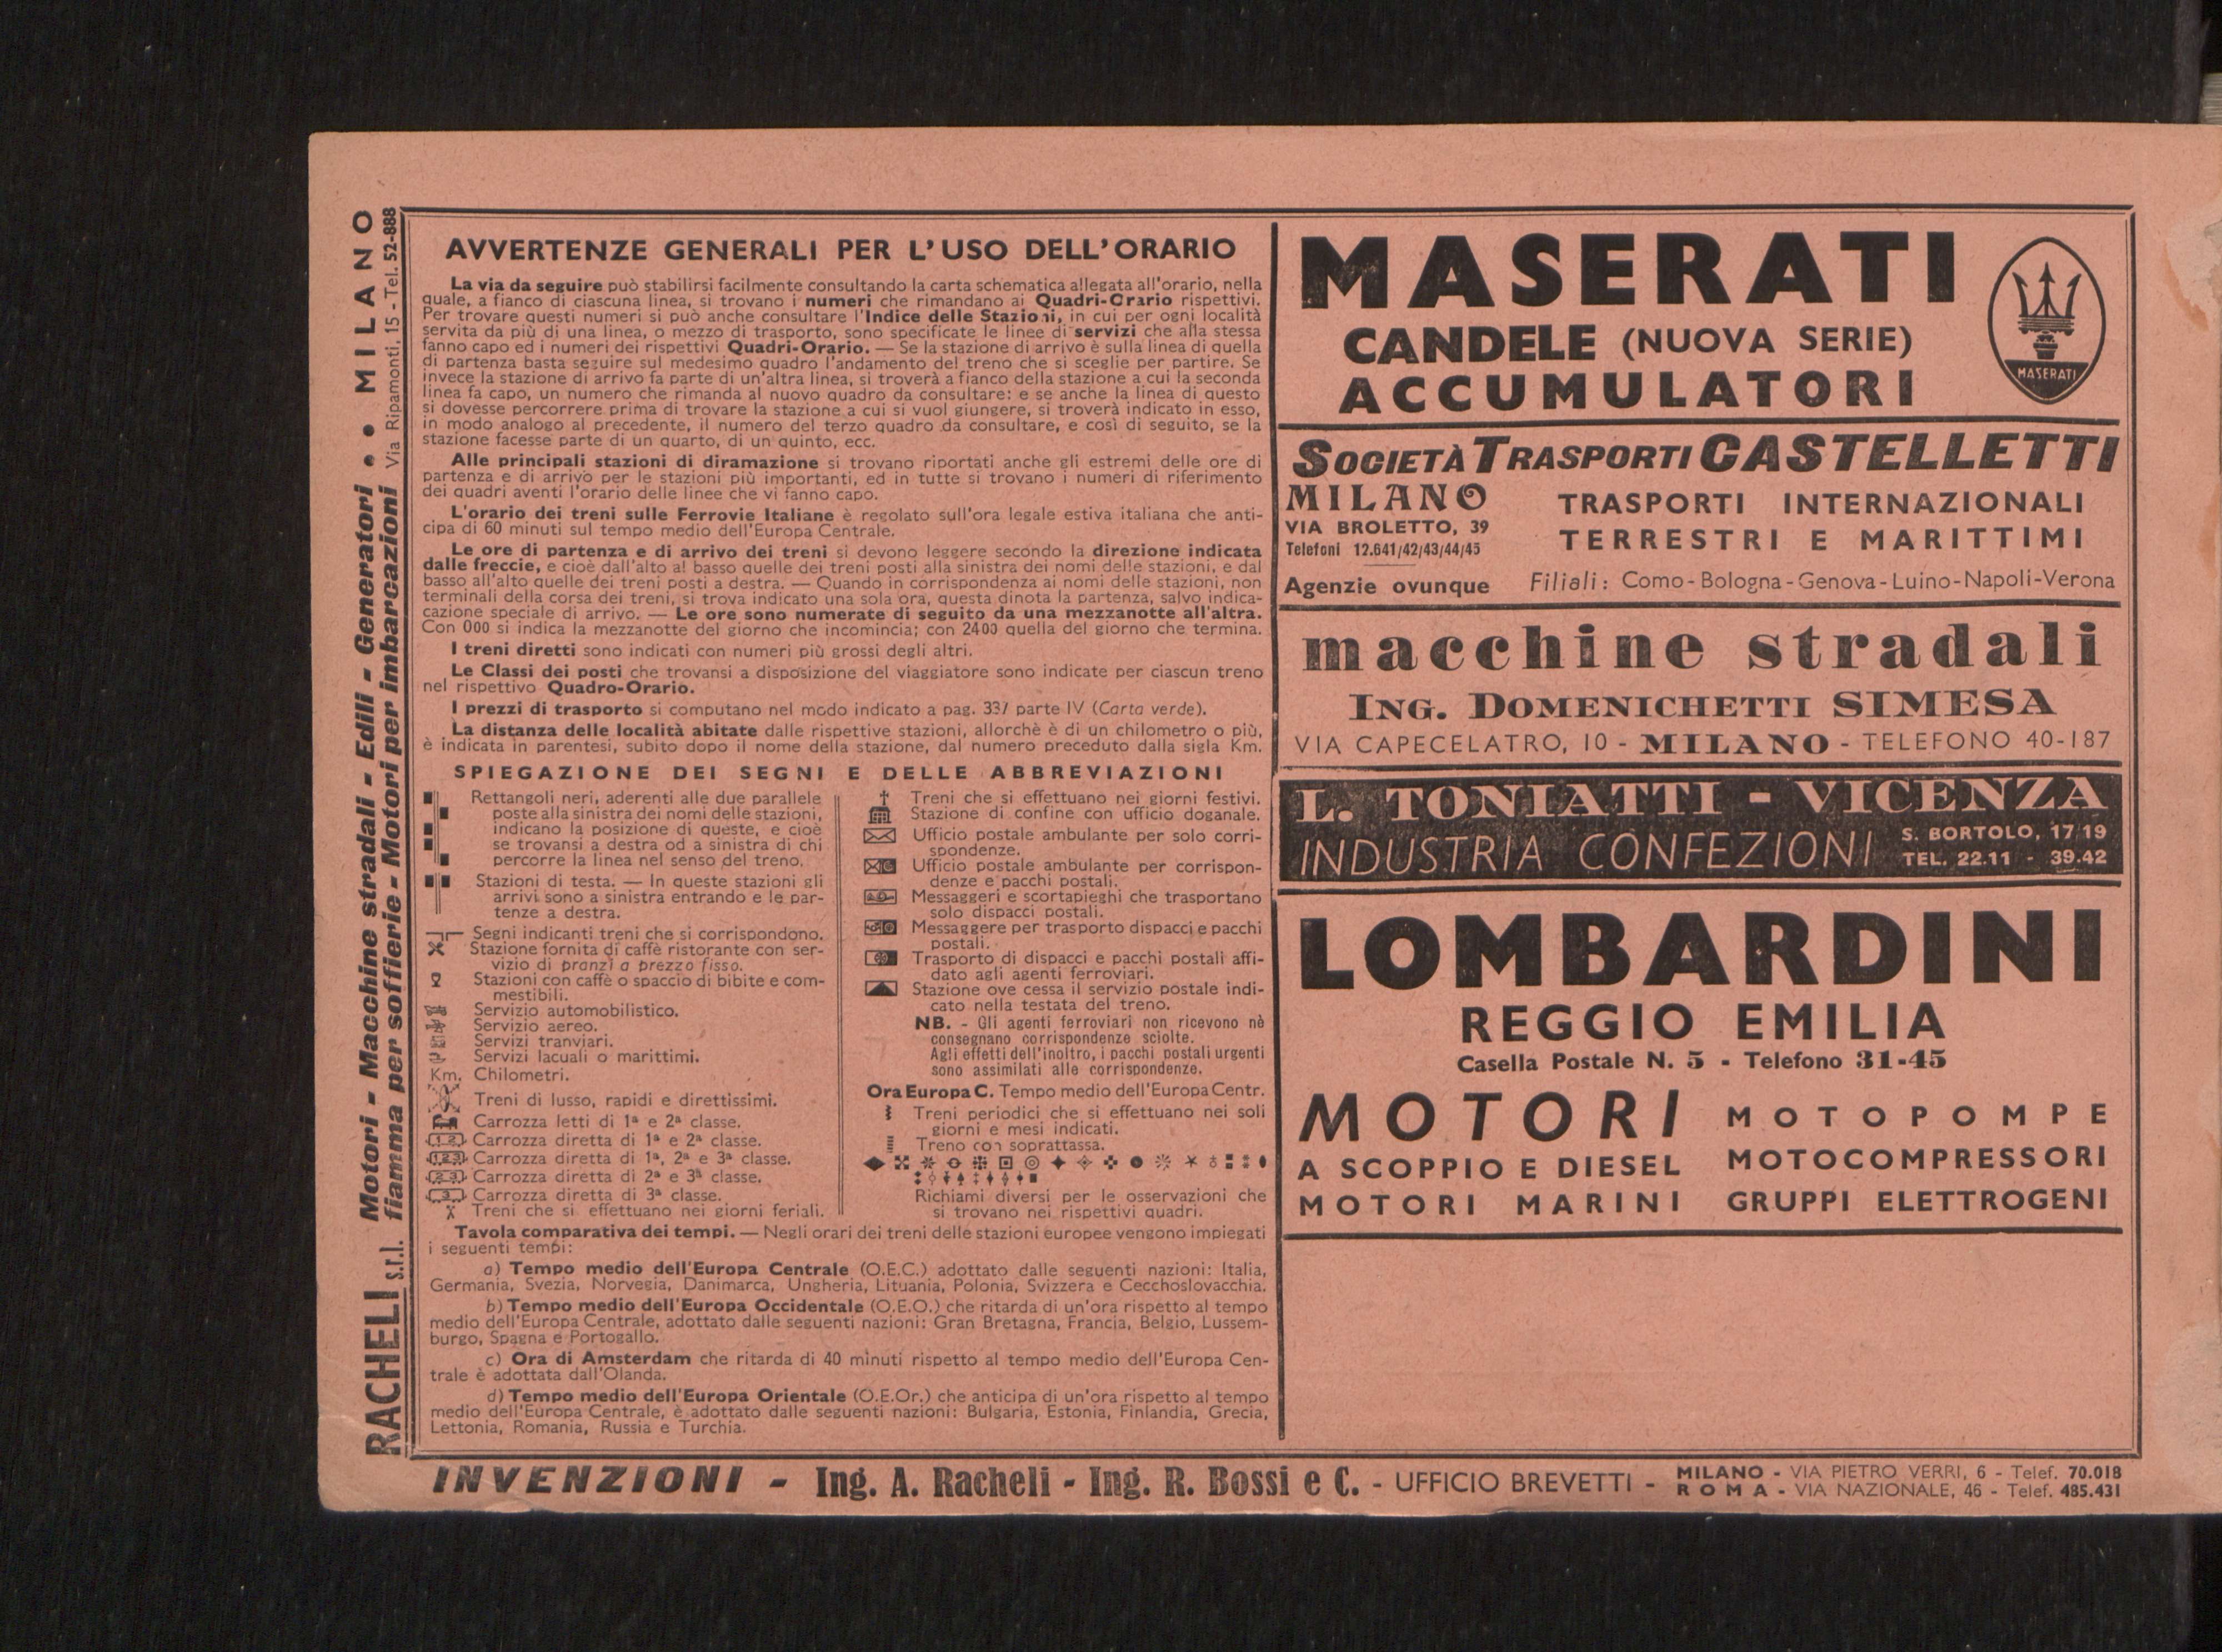 RACHELI s.r.l. Motori - Macchine stradali - Edili - Generatori • • MILANO
fiamma per soffierie - Motori per imbarcazioni Via Ripamonti, 15 - Tel. 52-888
AVVERTENZE GENERALI PER L'USO DELL'ORARIO
La via da seguire può stabilirsi facilmente consultando la carta schematica allegata all'orario, nella
quale, a fianco di ciascuna linea, si trovano i numeri che rimandano ai Quadri-Orario rispettivi.
Per trovare questi numeri si può anche consultare l'Indice delle Stazioni, in cui per ogni località
servita da più di una linea, o mezzo di trasporto, sono specificate le linee di servizi che alla stessa
fanno capo ed i numeri dei rispettivi Quadri-Orario. — Se la stazione di arrivo è sulla linea di quella
di partenza basta seguire sul medesimo quadro l'andamento del treno che si sceglie per partire. Se
invece la stazione di arrivo fa parte di un'altra linea, si troverà a fianco della stazione a cui la seconda
linea fa capo, un numero che rimanda al nuovo quadro da consultare: e se anche la linea di questo
si dovesse percorrere prima di trovare la stazione a cui si vuol giungere, si troverà indicato in esso,
in modo analogo al precedente, il numero del terzo quadro da consultare, e così di seguito, se la
stazione facesse parte di un quarto, di un quinto, ecc.
Alle principali stazioni di diramazione si trovano riportati anche gli estremi delle ore di
partenza e di arrivo per le stazioni più importanti, ed in tutte si trovano i numeri di riferimento
dei quadri aventi l'orario delle linee che vi fanno capo.
L'orario dei treni sulle Ferrovie Italiane è regolato sull'ora legale estiva italiana che anti-
cipa di 60 minuti sul tempo medio dell'Europa Centrale.
Le ore di partenza e di arrivo dei treni si devono leggere secondo la direzione indicata
dalle freccie, e cioè dall'alto al basso quelle dei treni posti alla sinistra dei nomi delle stazioni, e dal
basso all'alto quelle dei treni posti a destra. — Quando in corrispondenza ai nomi delle stazioni, non
terminali della corsa dei treni, si trova indicato una sola ora, questa dinota la partenza, salvo indica-
cazione speciale di arrivo. — Le ore sono numerate di seguito da una mezzanotte all'altra.
Con 000 si indica la mezzanotte del giorno che incomincia; con 2400 quella del giorno che termina.
I treni diretti sono indicati con numeri più grossi degli altri.
Le Classi dei posti che trovansi a disposizione del viaggiatore sono indicate per ciascun treno
nel rispettivo Quadro-Orario.
I prezzi di trasporto si computano nel modo indicato a pag. 337 parte IV (Carta verde).
La distanza delle località abitate dalle rispettive stazioni, allorchè è di un chilometro o più,
è indicata in parentesi, subito dopo il nome della stazione, dal numero preceduto dalla sigla Km.
SPIEGAZIONE DEI SEGNI E DELLE ABBREVIAZIONI
Rettangoli neri, aderenti alle due parallele
poste alla sinistra dei nomi delle stazioni,
indicano la posizione di queste, e cioè
se trovansi a destra od a sinistra di chi
percorre la linea nel senso del treno.
Stazioni di testa. — In queste stazioni gli
arrivi sono a sinistra entrando e le par-
tenze a destra.
Segni indicanti treni che si corrispondono.
Stazione fornita di caffè ristorante con ser-
vizio di pranzi a prezzo fisso.
Stazioni con caffè o spaccio di bibite e com-
mestibili.
Servizio automobilistico.
Servizio aereo.
Servizi tranviari.
Servizi lacuali o marittimi.
Km. Chilometri.
Treni di lusso, rapidi e direttissimi.
Carrozza letti di 1ª e 2ª classe.
1-2 Carrozza diretta di 1ª e 2ª classe.
1.2.3 Carrozza diretta di 1ª, 2ª e 3ª classe.
2-3 Carrozza diretta di 2ª e 3ª classe.
3 Carrozza diretta di 3ª classe.
Treni che si effettuano nei giorni feriali.
† Treni che si effettuano nei giorni festivi.
Stazione di confine con ufficio doganale.
Ufficio postale ambulante per solo corri-
spondenze.
Ufficio postale ambulante per corrispon-
denze e pacchi postali.
Messaggeri e scortapieghi che trasportano
solo dispacci postali.
Messaggere per trasporto dispacci e pacchi
postali.
Trasporto di dispacci e pacchi postali affi-
dato agli agenti ferroviari.
Stazione ove cessa il servizio postale indi-
cato nella testata del treno.
NB. - Gli agenti ferroviari non ricevono nè
consegnano corrispondenze sciolte.
Agli effetti dell'inoltro, i pacchi postali urgenti
sono assimilati alle corrispondenze.
Ora Europa C. Tempo medio dell'Europa Centr.
Treni periodici che si effettuano nei soli
giorni e mesi indicati.
Treno con soprattassa.
Richiami diversi per le osservazioni che
si trovano nei rispettivi quadri.
Tavola comparativa dei tempi. — Negli orari dei treni delle stazioni europee vengono impiegati
i seguenti tempi:
a) Tempo medio dell'Europa Centrale (O.E.C.) adottato dalle seguenti nazioni: Italia,
Germania, Svezia, Norvegia, Danimarca, Ungheria, Lituania, Polonia, Svizzera e Cecchoslovacchia.
b) Tempo medio dell'Europa Occidentale (O.E.O.) che ritarda di un'ora rispetto al tempo
medio dell'Europa Centrale, adottato dalle seguenti nazioni: Gran Bretagna, Francia, Belgio, Lussem-
burgo, Spagna e Portogallo.
c) Ora di Amsterdam che ritarda di 40 minuti rispetto al tempo medio dell'Europa Cen-
trale è adottata dall'Olanda.
d) Tempo medio dell'Europa Orientale (O.E.Or.) che anticipa di un'ora rispetto al tempo
medio dell'Europa Centrale, è adottato dalle seguenti nazioni: Bulgaria, Estonia, Finlandia, Grecia,
Lettonia, Romania, Russia e Turchia.
MASERATI
CANDELE (NUOVA SERIE)
ACCUMULATORI
MASERATI
SOCIETÀ TRASPORTI CASTELLETTI
MILANO
VIA BROLETTO, 39
Telefoni 12.641/42/43/44/45
Agenzie ovunque
TRASPORTI INTERNAZIONALI
TERRESTRI E MARITTIMI
Filiali: Como - Bologna - Genova - Luino - Napoli - Verona
macchine stradali
ING. DOMENICHETTI SIMESA
VIA CAPECELATRO, 10 - MILANO - TELEFONO 40-187
L. TONIATTI - VICENZA
INDUSTRIA CONFEZIONI
S. BORTOLO, 17 19
TEL. 22.11 - 39.42
LOMBARDINI
REGGIO EMILIA
Casella Postale N. 5 - Telefono 31-45
MOTORI
A SCOPPIO E DIESEL
MOTORI MARINI
MOTOPOMPE
MOTOCOMPRESSORI
GRUPPI ELETTROGENI
INVENZIONI - Ing. A. Racheli - Ing. R. Bossi e C. - UFFICIO BREVETTI -
MILANO - VIA PIETRO VERRI, 6 - Telef. 70.018
ROMA - VIA NAZIONALE, 46 - Telef. 485.431